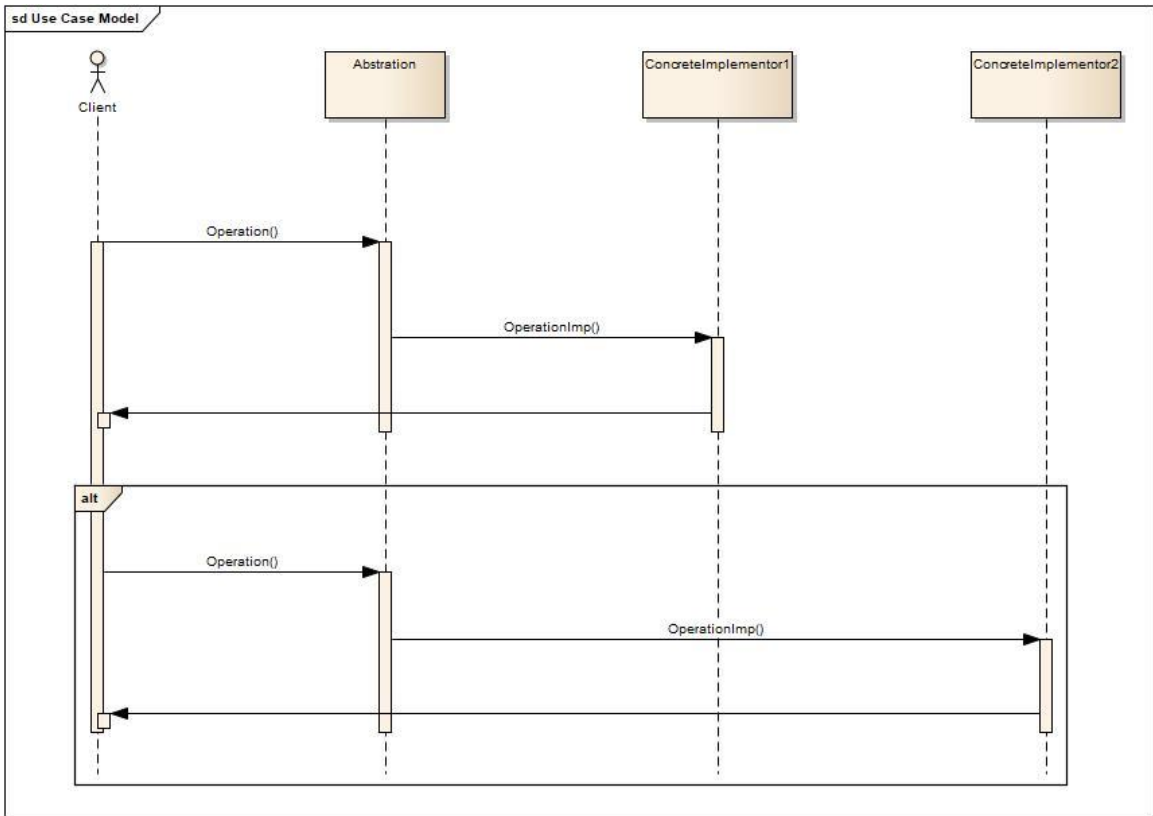 sd Use Case Model
Client
Abstration
ConcreteImplementor1
ConcreteImplementor2
Operation()
OperationImp()
alt
Operation()
OperationImp()